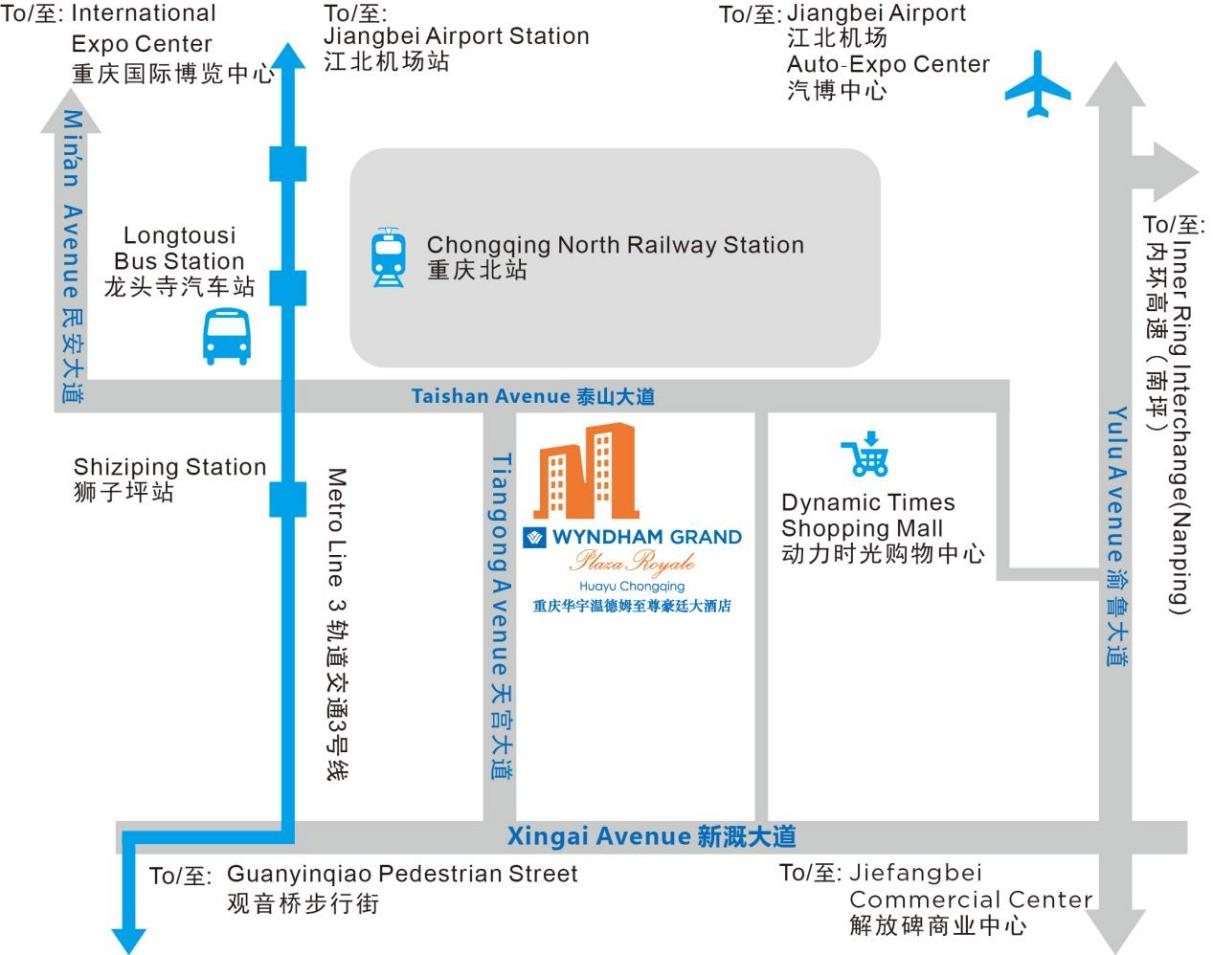 To/至: International
Expo Center
重庆国际博览中心
To/至:
Jiangbei Airport Station
江北机场站
To/至: Jiangbei Airport
江北机场
Auto-Expo Center
汽博中心
Min'an Avenue 民安大道
Longtousi
Bus Station
龙头寺汽车站
Chongqing North Railway Station
重庆北站
To/至:
Inner Ring Interchange(Nanping)
内环高速（南坪）
Taishan Avenue 泰山大道
Shiziping Station
狮子坪站
Metro Line 3 轨道交通3号线
Tiangong Avenue 天宫大道
WYNDHAM GRAND
Plaza Royale
Huayu Chongqing
重庆华宇温德姆至尊豪廷大酒店
Dynamic Times
Shopping Mall
动力时光购物中心
Yulu Avenue 渝鲁大道
Xingai Avenue 新溉大道
To/至: Guanyinqiao Pedestrian Street
观音桥步行街
To/至: Jiefangbei
Commercial Center
解放碑商业中心